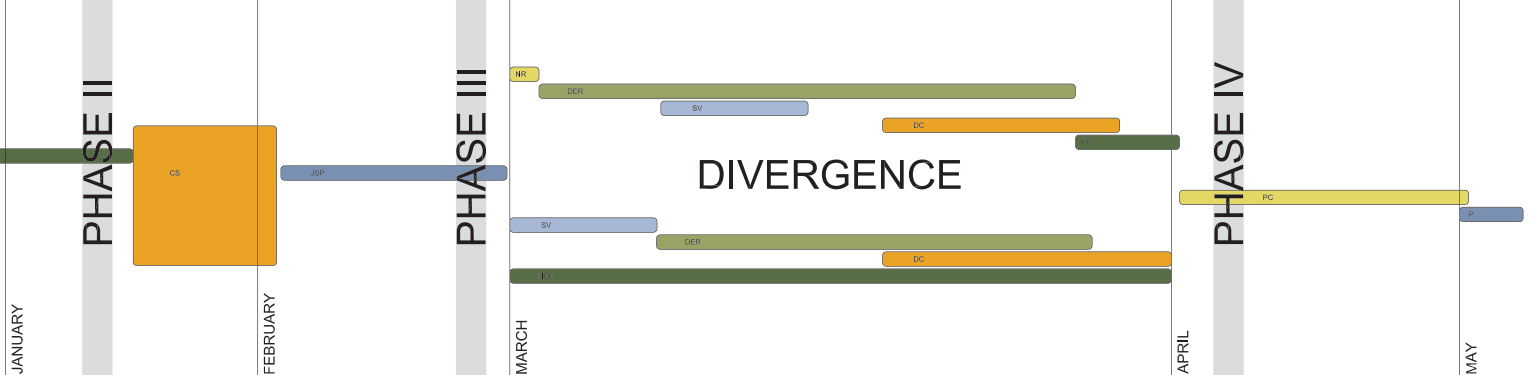 PHASE II
PHASE III
PHASE IV
NR
DER
SV
DC
DIVERGENCE
CS
JSP
SV
DER
DC
PC
P
JANUARY
FEBRUARY
MARCH
APRIL
MAY